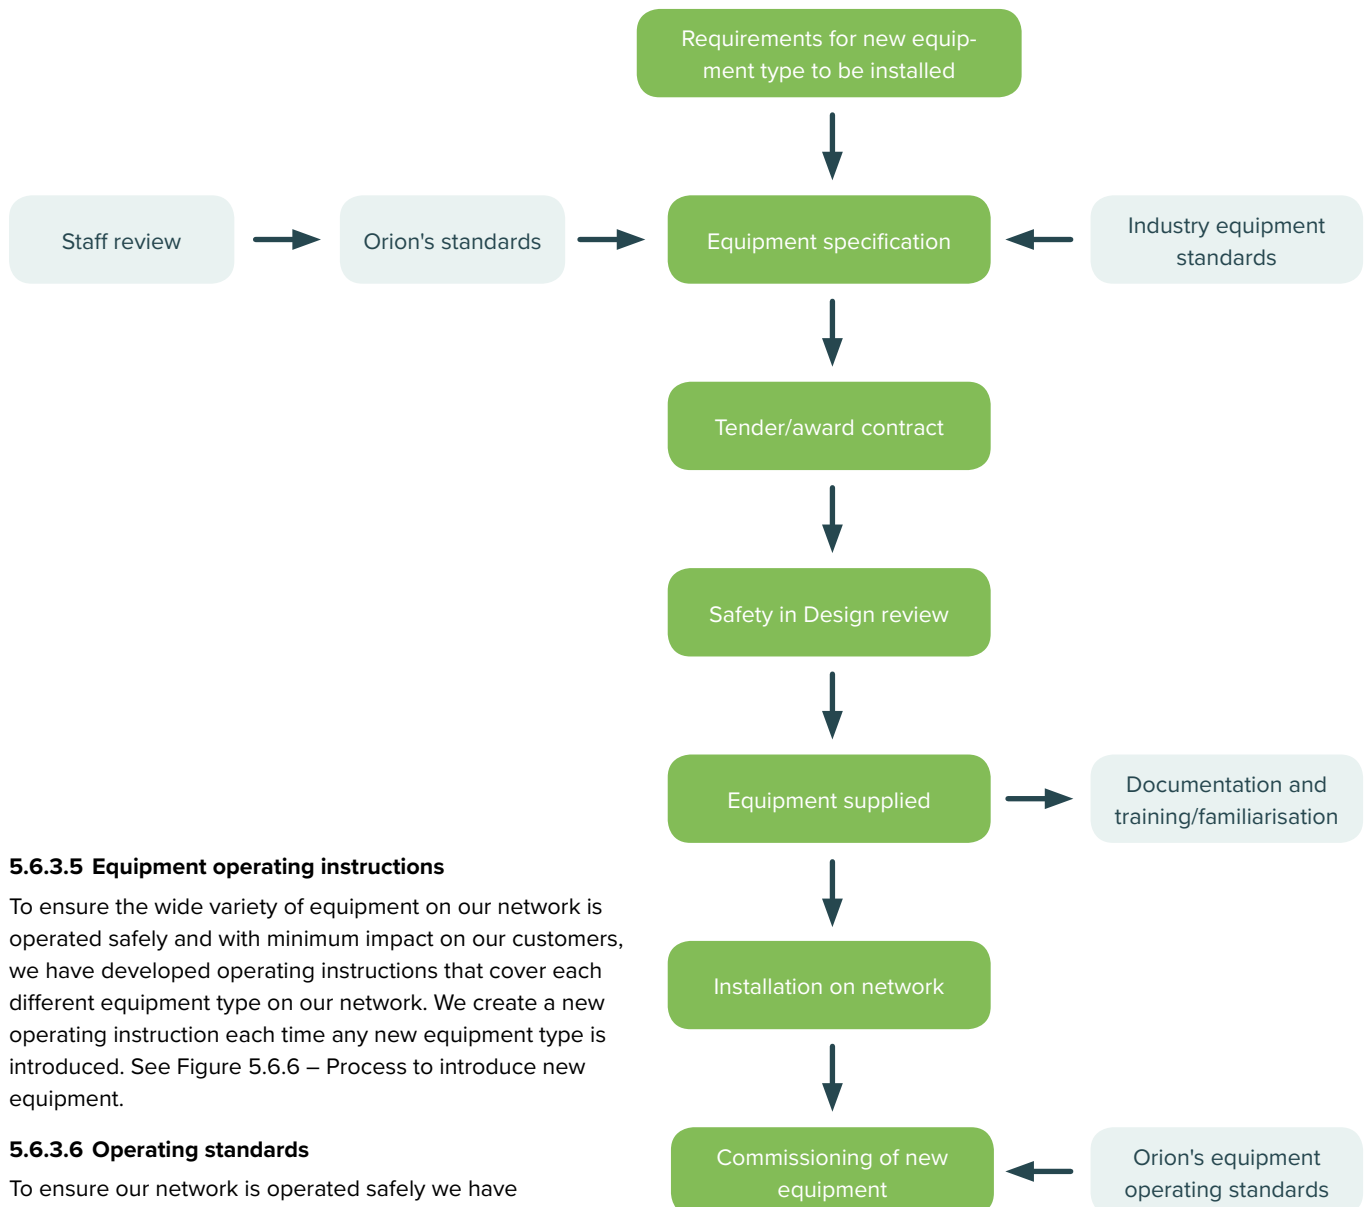 Requirements for new equip-
ment type to be installed
Staff review
Orion's standards
Equipment specification
Industry equipment
standards
Tender/award contract
Safety in Design review
Equipment supplied
Documentation and
training/familiarisation
Installation on network
Commissioning of new
equipment
Orion's equipment
operating standards
5.6.3.5 Equipment operating instructions
To ensure the wide variety of equipment on our network is
operated safely and with minimum impact on our customers,
we have developed operating instructions that cover each
different equipment type on our network. We create a new
operating instruction each time any new equipment type is
introduced. See Figure 5.6.6 – Process to introduce new
equipment.
5.6.3.6 Operating standards
To ensure our network is operated safely we have